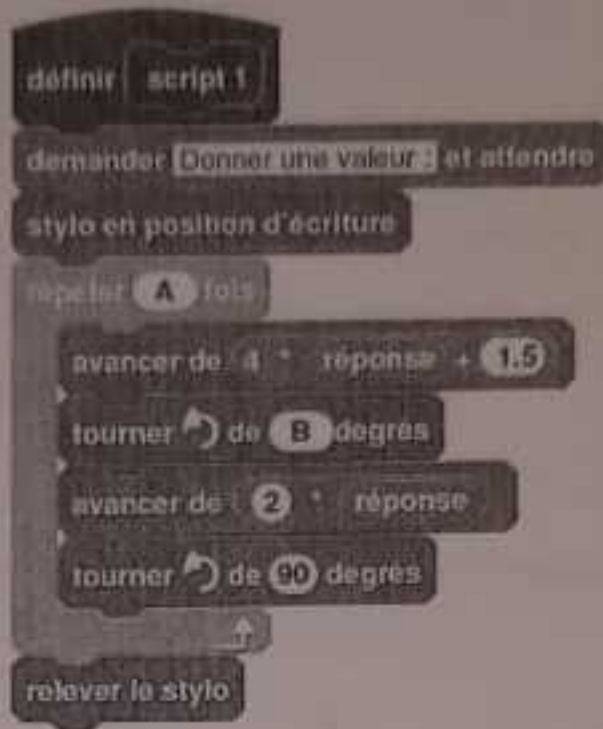 définir script 1
demander Donner une valeur : et attendre
stylo en position d'écriture
répéter A fois
avancer de 4 * réponse + 1.5
tourner de B degrés
avancer de 2 * réponse
tourner de 90 degrés
relever le stylo